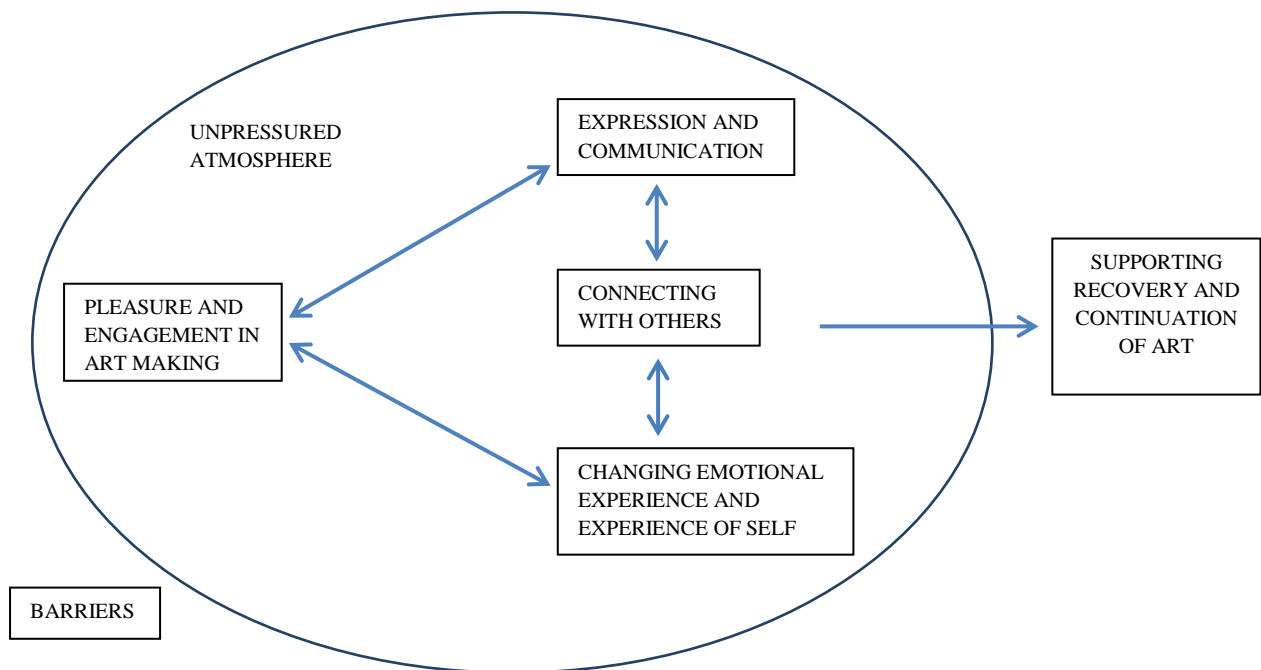 UNPRESSURED
ATMOSPHERE
EXPRESSION AND
COMMUNICATION
PLEASURE AND
ENGAGEMENT IN
ART MAKING
CONNECTING
WITH OTHERS
SUPPORTING
RECOVERY AND
CONTINUATION
OF ART
CHANGING EMOTIONAL
EXPERIENCE AND
EXPERIENCE OF SELF
BARRIERS